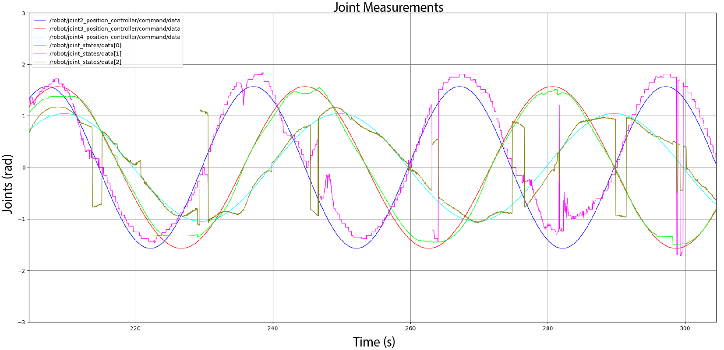 Joint Measurements
/robot/joint2_position_controller/command/data
/robot/joint3_position_controller/command/data
/robot/joint4_position_controller/command/data
/robot/joint_states/data[0]
/robot/joint_states/data[1]
/robot/joint_states/data[2]
3
2
1
0
−1
−2
−3
Joints (rad)
220 240 260 280 300
Time (s)